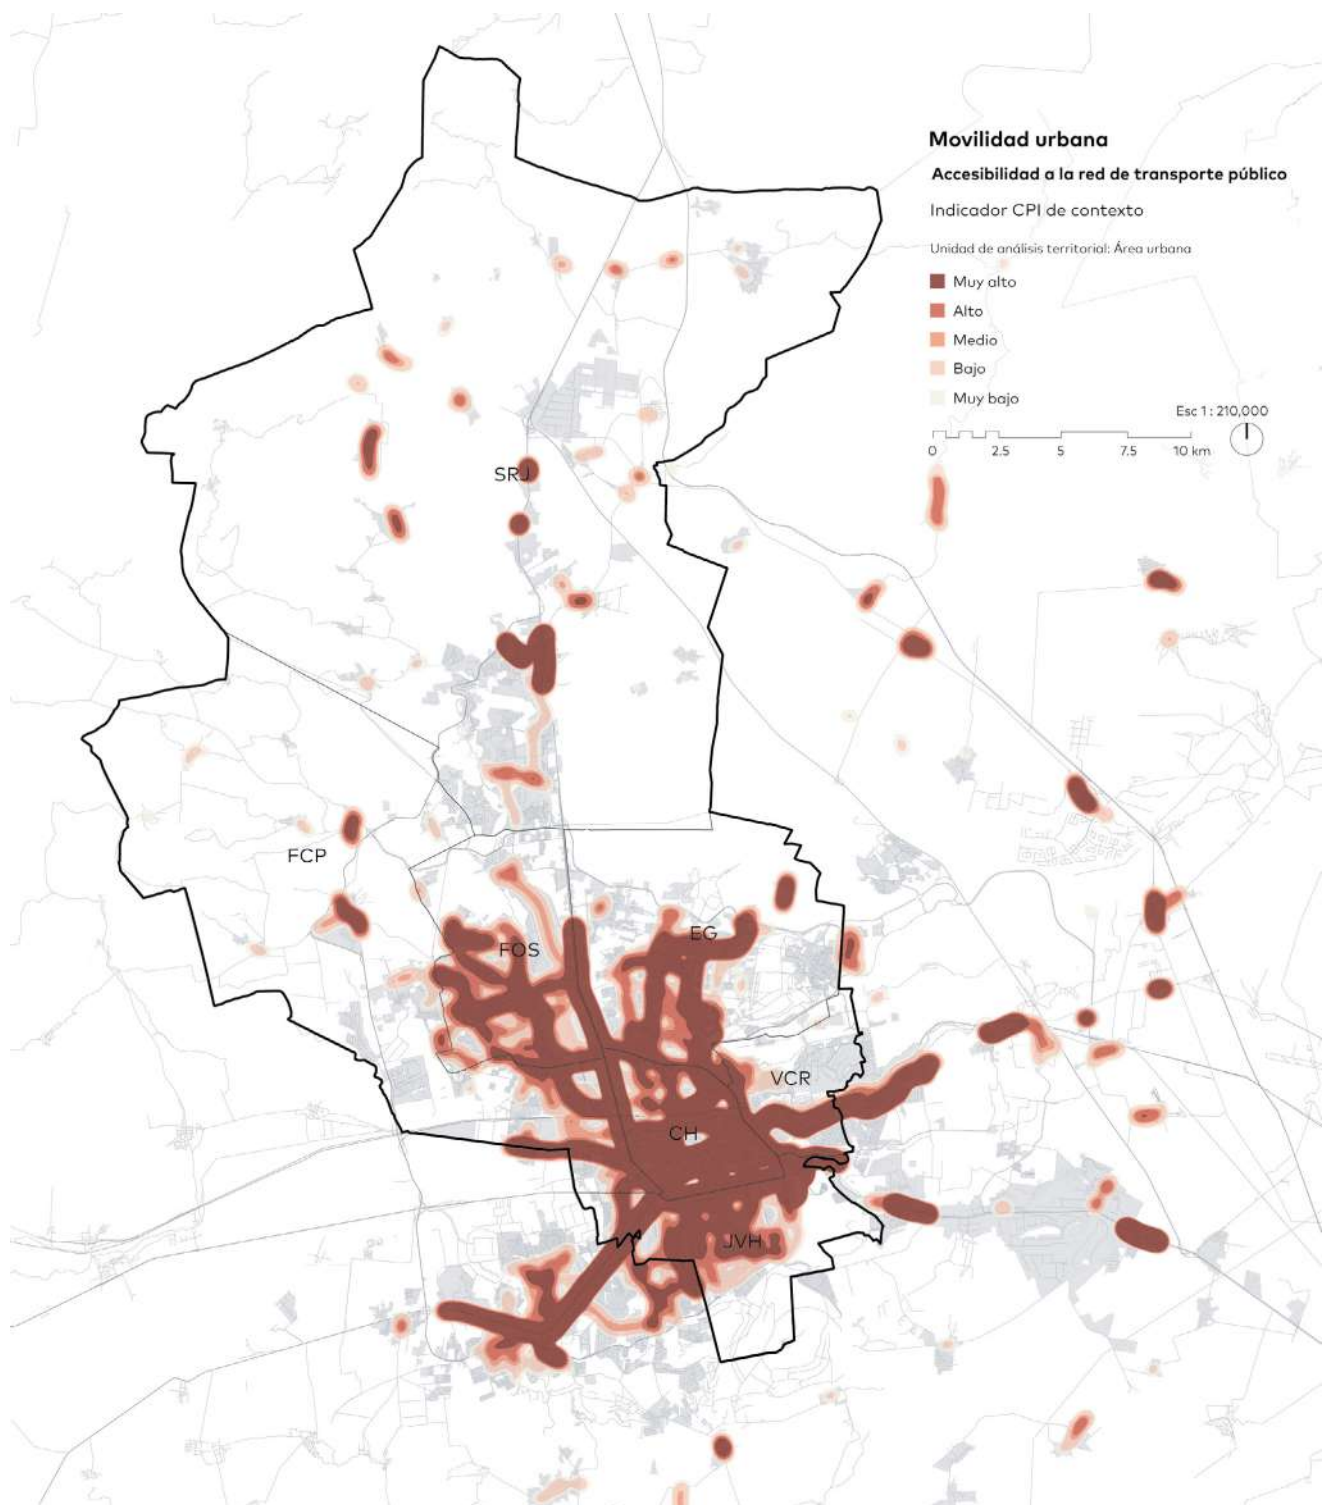 Movilidad urbana
Accesibilidad a la red de transporte público
Indicador CPI de contexto
Unidad de análisis territorial: Área urbana
Muy alto
Alto
Medio
Bajo
Muy bajo
Esc 1 : 210,000
0 2.5 5 7.5 10 km
SRJ
FCP
FOS
EG
VCR
CH
JVH